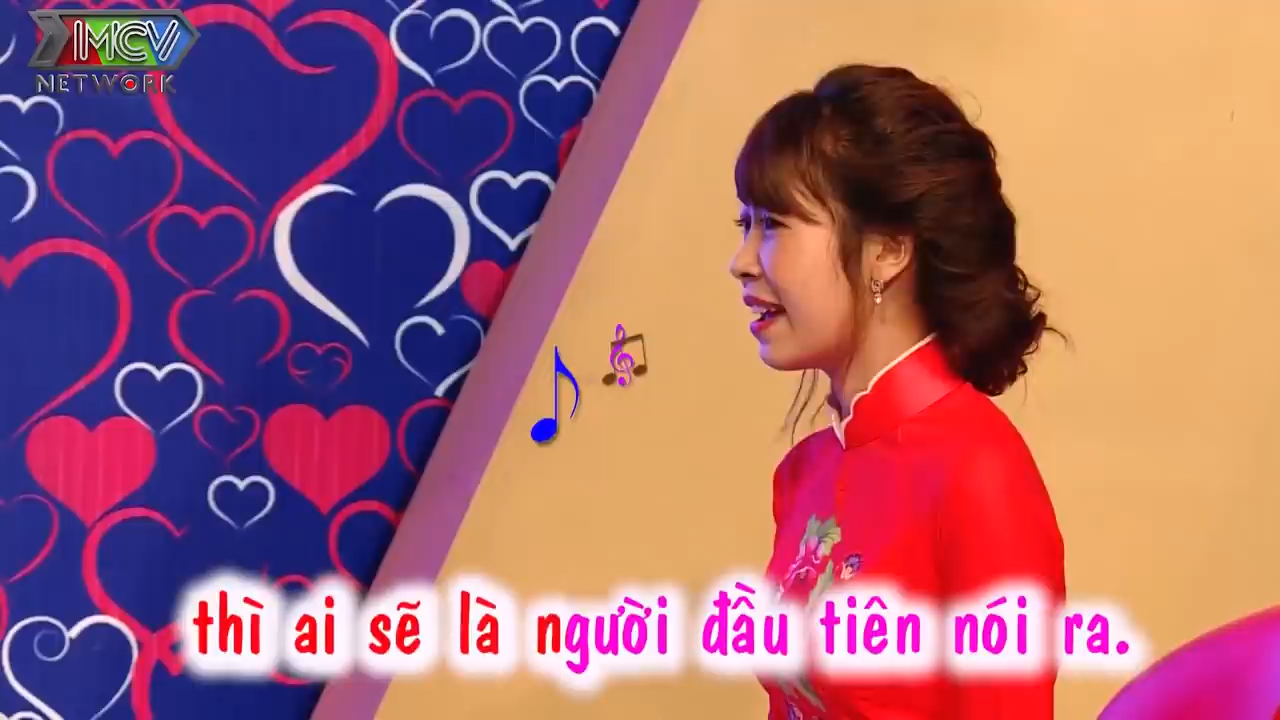 MCV
NETWORK
thì ai sẽ là người đầu tiên nói ra.